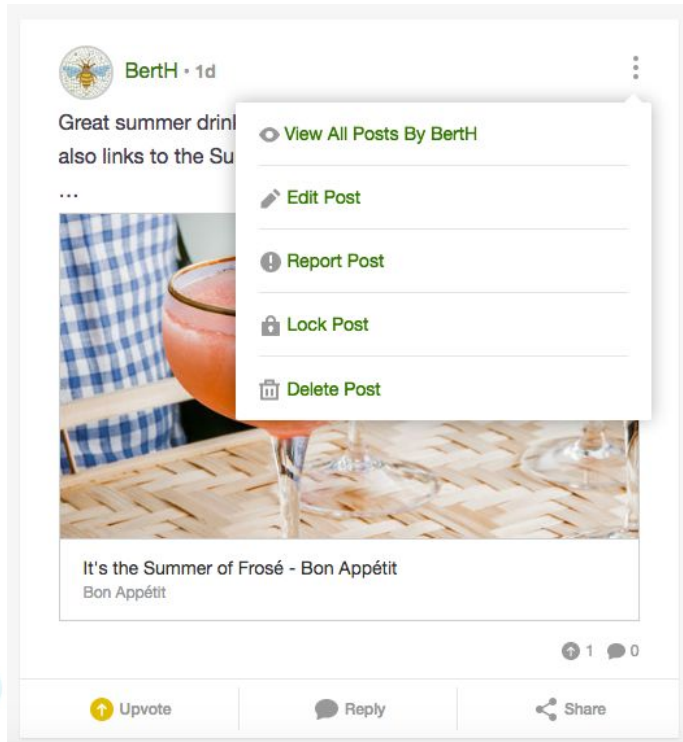 BertH • 1d
Great summer drink
also links to the Su
...
View All Posts By BertH
Edit Post
Report Post
Lock Post
Delete Post
It's the Summer of Frosé - Bon Appétit
Bon Appétit
1 0
Upvote Reply Share